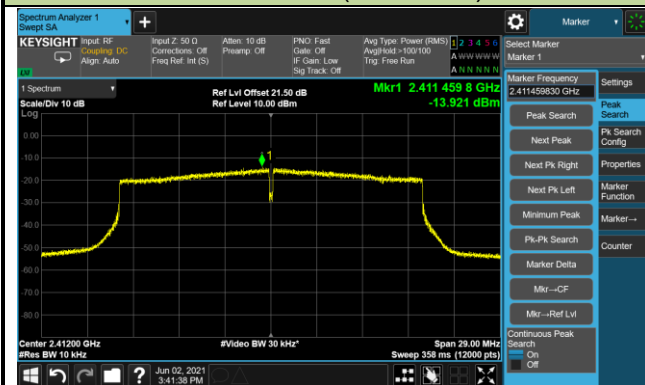 Spectrum Analyzer 1
Swept SA
Marker
KEYSIGHT
Input: RF
Coupling: DC
Align: Auto
Input Z: 50 Ω
Corrections: Off
Freq Ref: Int (S)
Atten: 10 dB
Preamp: Off
PNO: Fast
Gate: Off
IF Gain: Low
Sig Track: Off
Avg Type: Power (RMS)
Avg|Hold:>100/100
Trig: Free Run
1 2 3 4 5 6
A W W W W W
A N N N N N
Select Marker
Marker 1
1 Spectrum
Scale/Div 10 dB
Log
Ref Lvl Offset 21.50 dB
Ref Level 10.00 dBm
Mkr1 2.411 459 8 GHz
-13.921 dBm
Marker Frequency
2.411459830 GHz
Peak Search
Next Peak
Next Pk Right
Next Pk Left
Minimum Peak
Pk-Pk Search
Marker Delta
Mkr→CF
Mkr→Ref Lvl
Continuous Peak
Search
On
Off
Settings
Peak
Search
Pk Search
Config
Properties
Marker
Function
Marker→
Counter
0.00
-10.0
-20.0
-30.0
-40.0
-50.0
-60.0
-70.0
-80.0
1
Center 2.41200 GHz
#Res BW 10 kHz
#Video BW 30 kHz*
Span 29.00 MHz
Sweep 358 ms (12000 pts)
?
Jun 02, 2021
3:41:38 PM